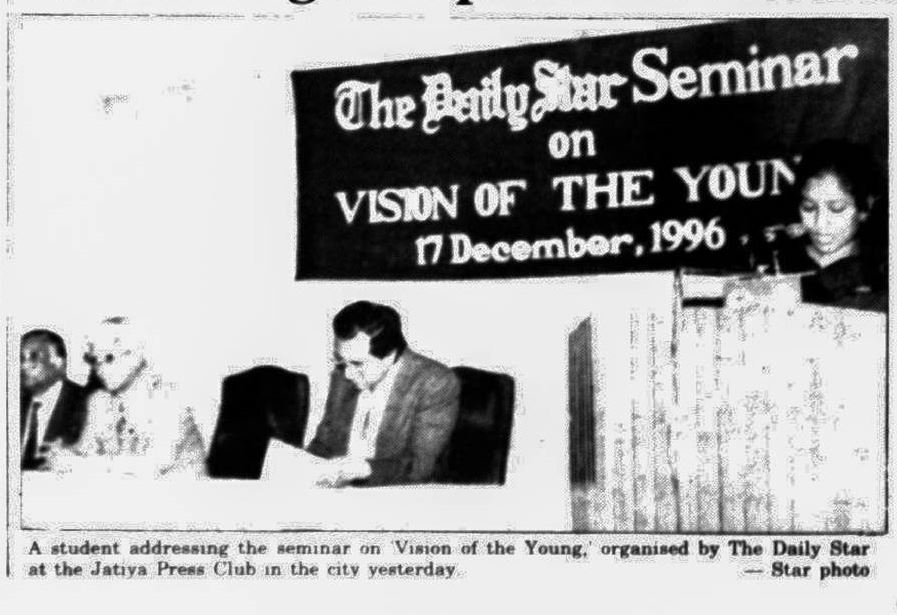 The Daily Star Seminar
on
VISION OF THE YOUN
17 December, 1996
A student addressing the seminar on 'Vision of the Young,' organised by The Daily Star
at the Jatiya Press Club in the city yesterday. — Star photo